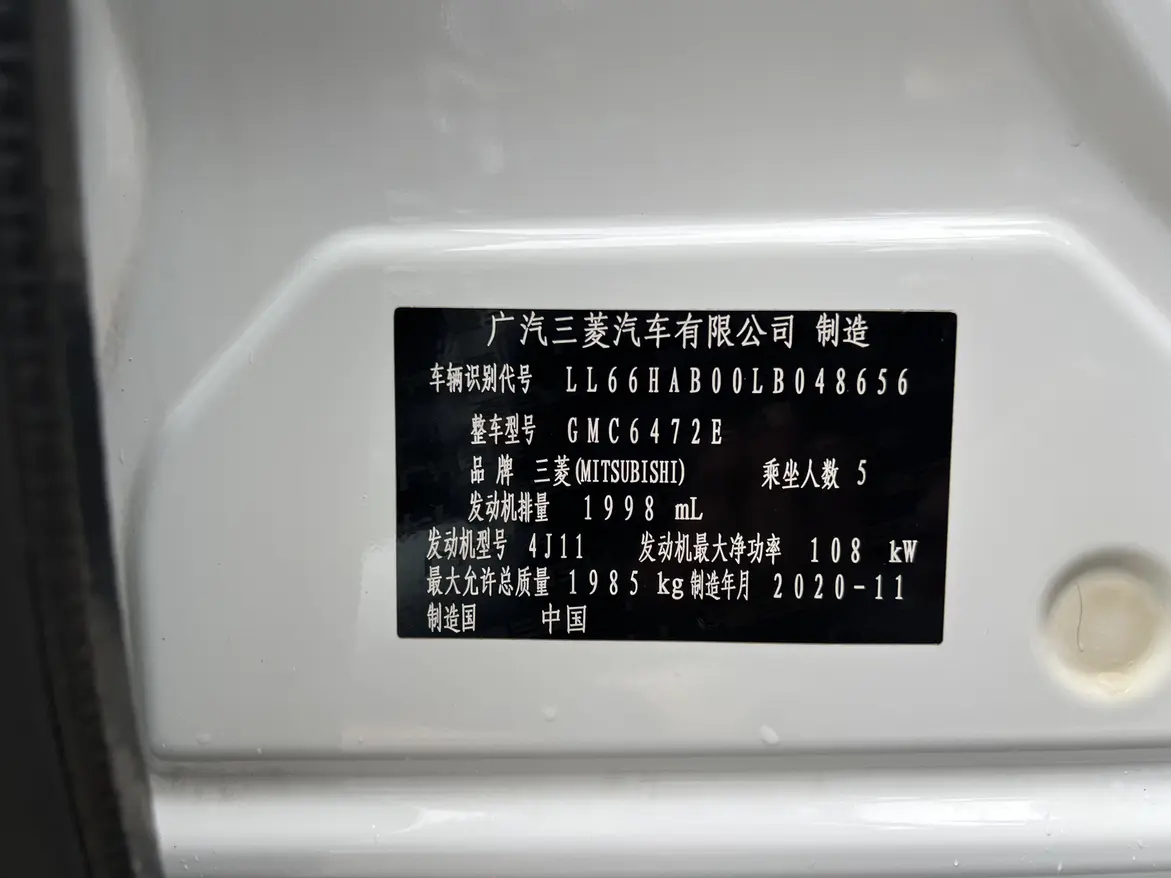 广汽三菱汽车有限公司 制造
车辆识别代号 LL66HAB00LB048656
整车型号 GMC6472E
品牌 三菱(MITSUBISHI) 乘坐人数 5
发动机排量 1998 mL
发动机型号 4J11 发动机最大净功率 108 kW
最大允许总质量 1985 kg 制造年月 2020-11
制造国 中国